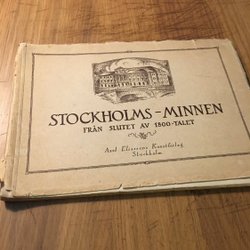 STOCKHOLMS-MINNEN
FRÅN SLUTET AV 1800-TALET
Axel Eliassons Konstförlag
Stockholm